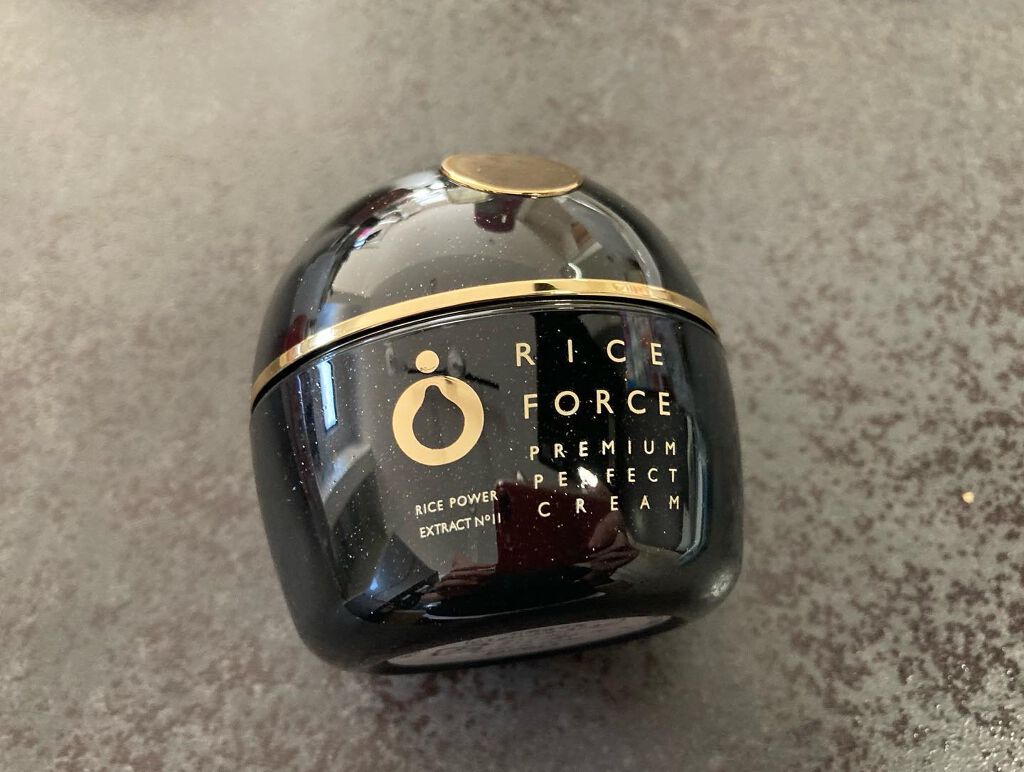 RICE
FORCE
PREMIUM
PERFECT
CREAM
RICE POWER
EXTRACT Nº11